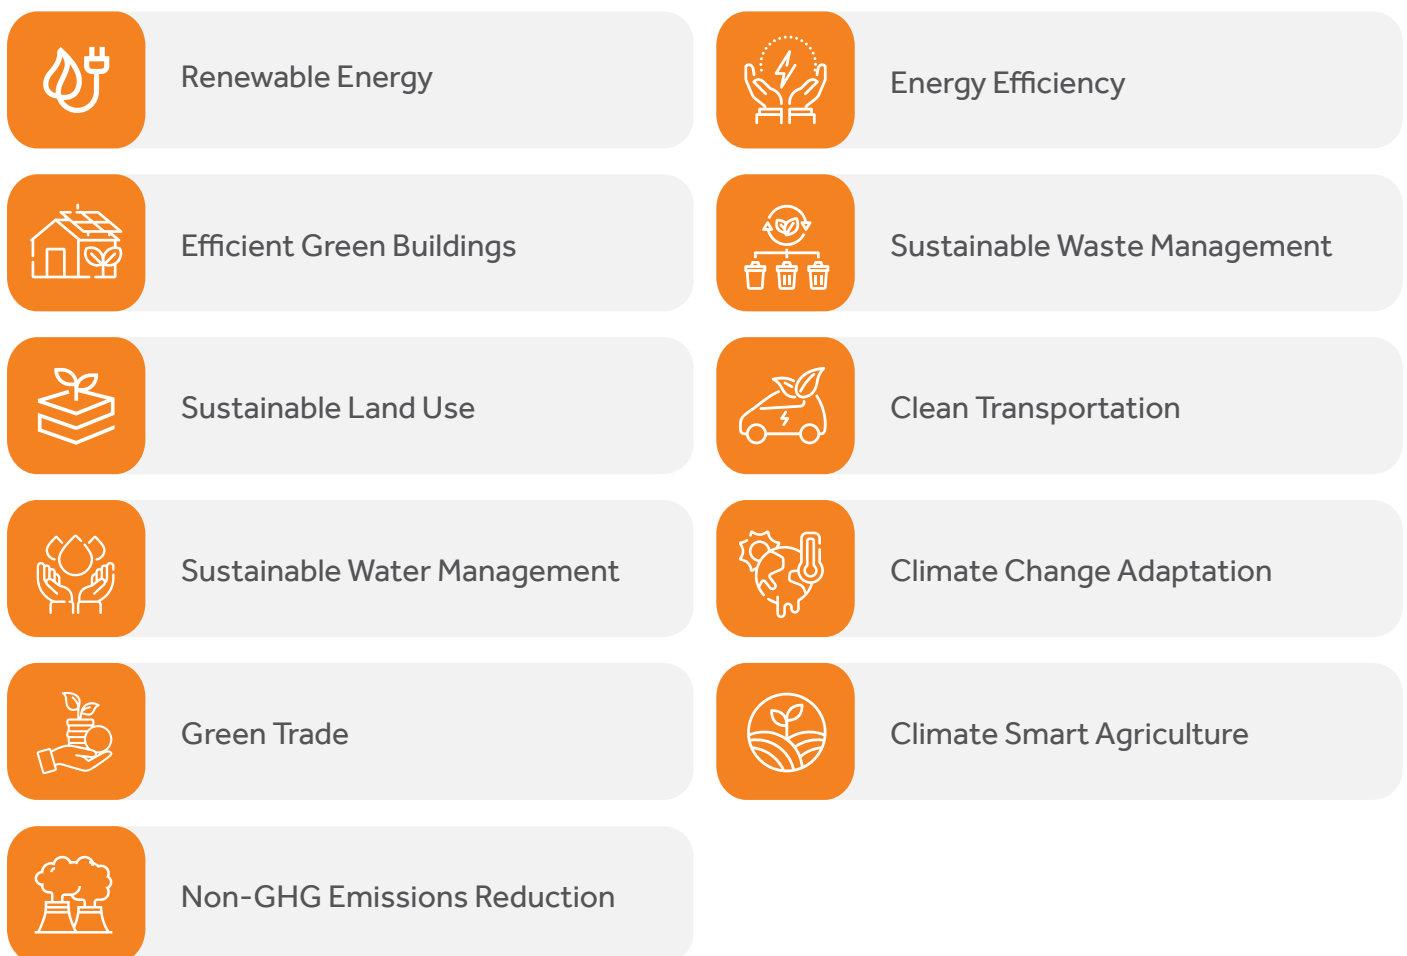 Renewable Energy
Energy Efficiency
Efficient Green Buildings
Sustainable Waste Management
Sustainable Land Use
Clean Transportation
Sustainable Water Management
Climate Change Adaptation
Green Trade
Climate Smart Agriculture
Non-GHG Emissions Reduction